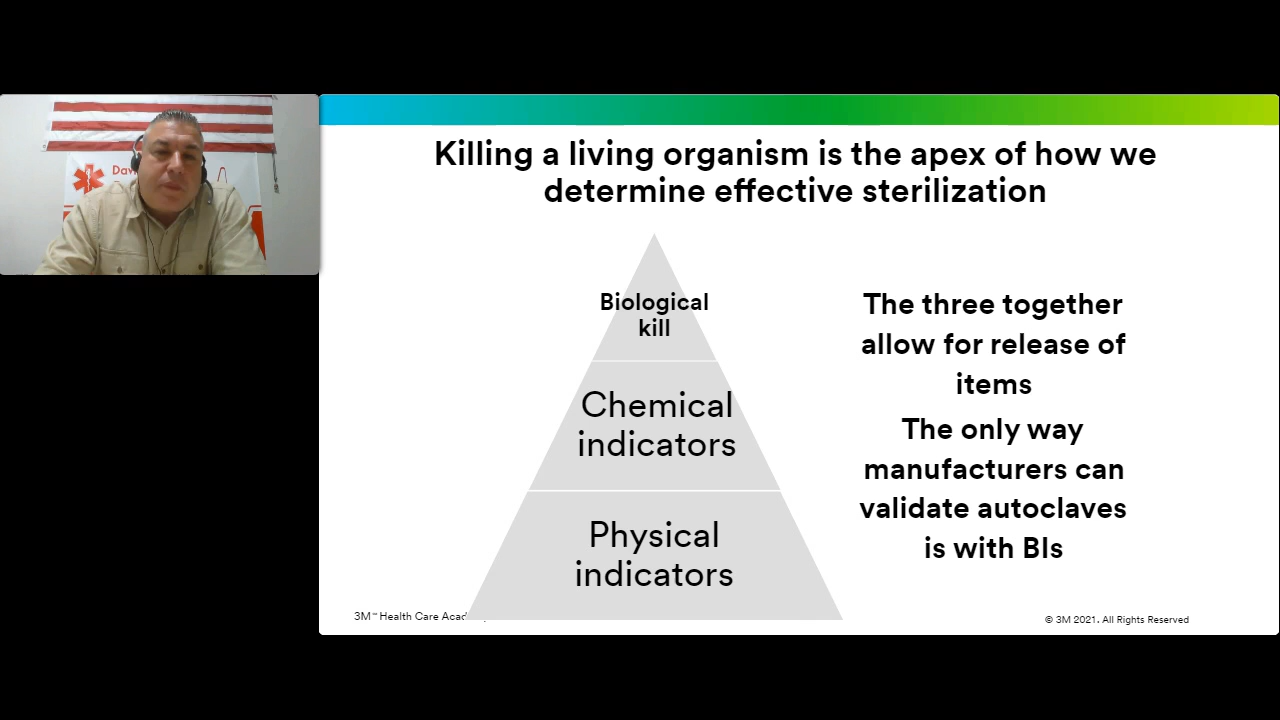 Davi
Killing a living organism is the apex of how we
determine effective sterilization
Biological
kill
Chemical
indicators
Physical
indicators
The three together
allow for release of
items
The only way
manufacturers can
validate autoclaves
is with BIs
3M™ Health Care
© 3M 2021. All Rights Reserved